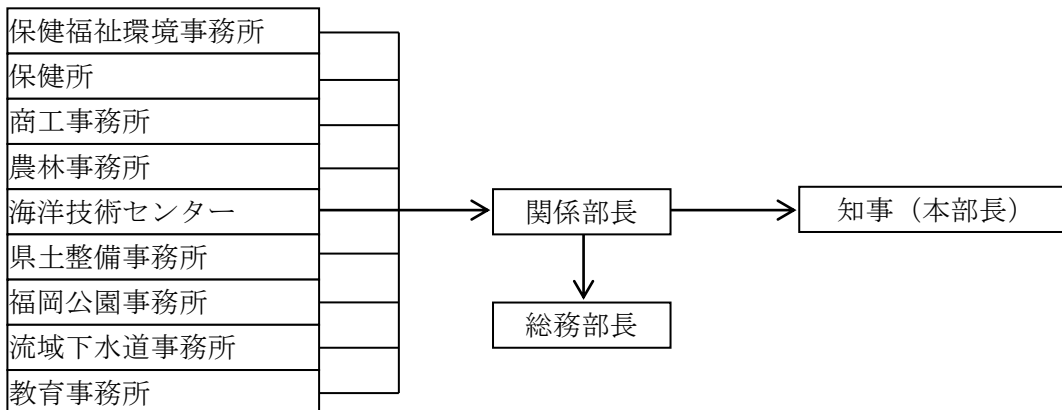 保健福祉環境事務所
保健所
商工事務所
農林事務所
海洋技術センター
県土整備事務所
福岡公園事務所
流域下水道事務所
教育事務所
関係部長
知事（本部長）
総務部長